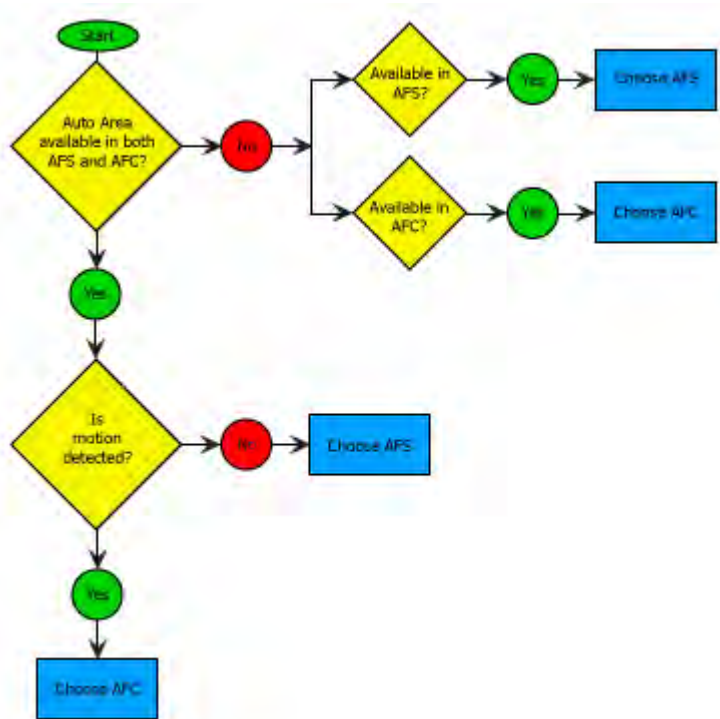 Start
Auto Area
available in both
AFS and AFC?
No
Available in
AFS?
Yes
Choose AFS
Available in
AFC?
Yes
Choose AFC
Yes
Is
motion
detected?
No
Choose AFS
Yes
Choose AFC